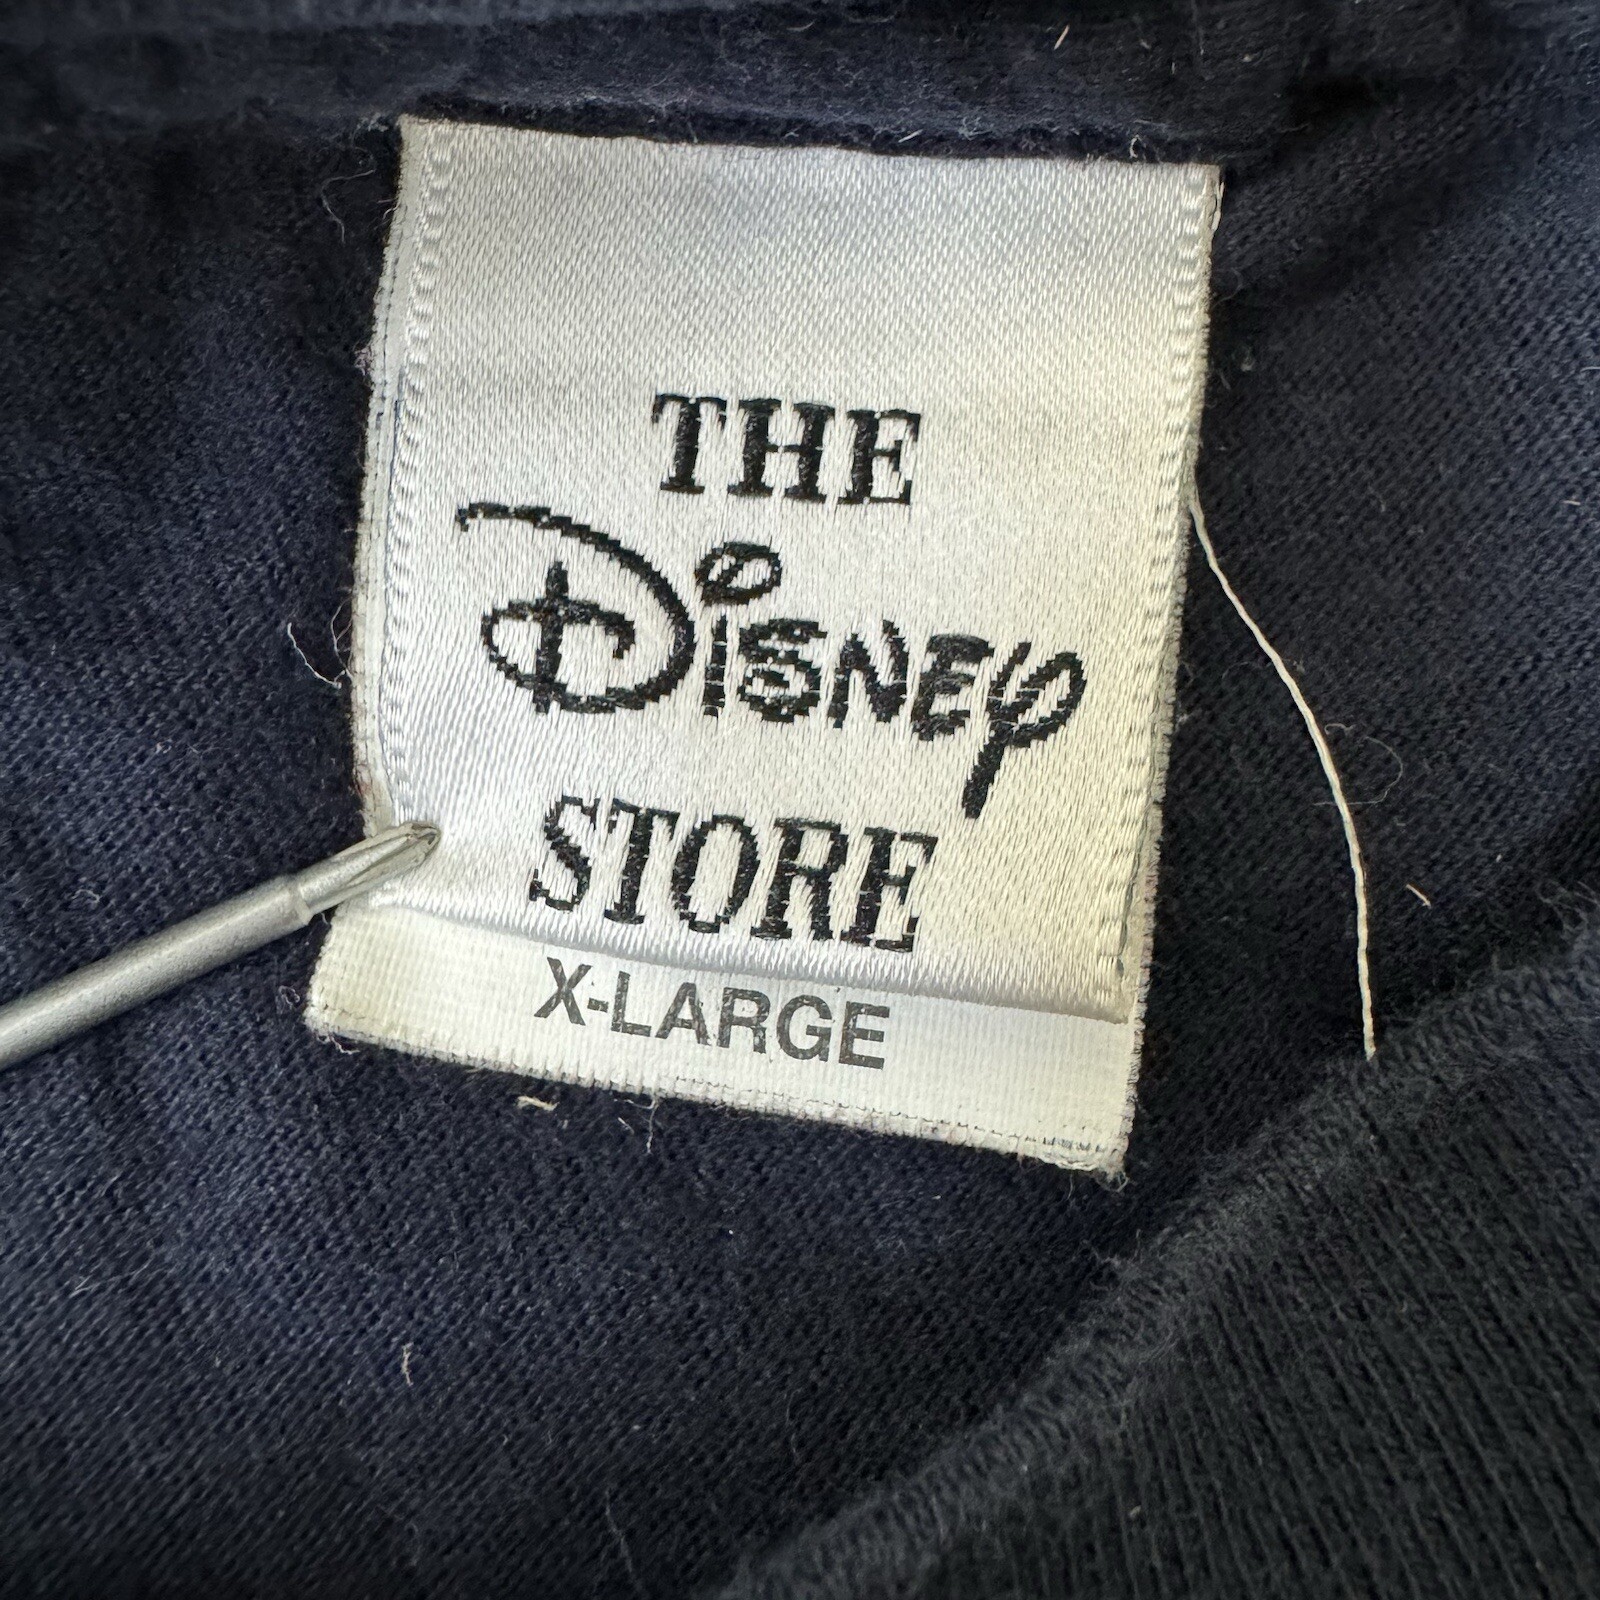 THE
Disney
STORE
X-LARGE